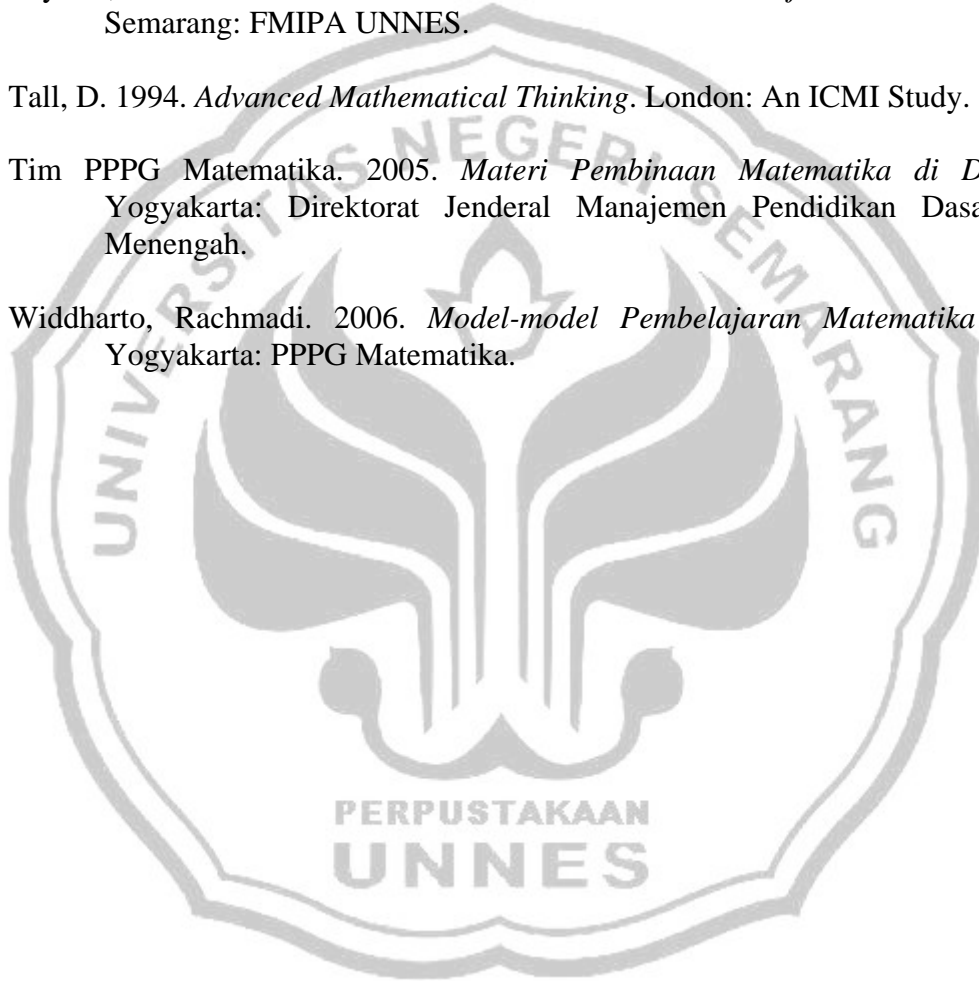 Semarang: FMIPA UNNES.
Tall, D. 1994. Advanced Mathematical Thinking. London: An ICMI Study.
Tim PPPG Matematika. 2005. Materi Pembinaan Matematika di
Yogyakarta: Direktorat Jenderal Manajemen Pendidikan
Menengah.
Widdharto, Rachmadi. 2006. Model-model Pembelajaran Matematika
Yogyakarta: PPPG Matematika.
UNIVERSITAS NEGERI SEMARANG
PERPUSTAKAAN
UNNES